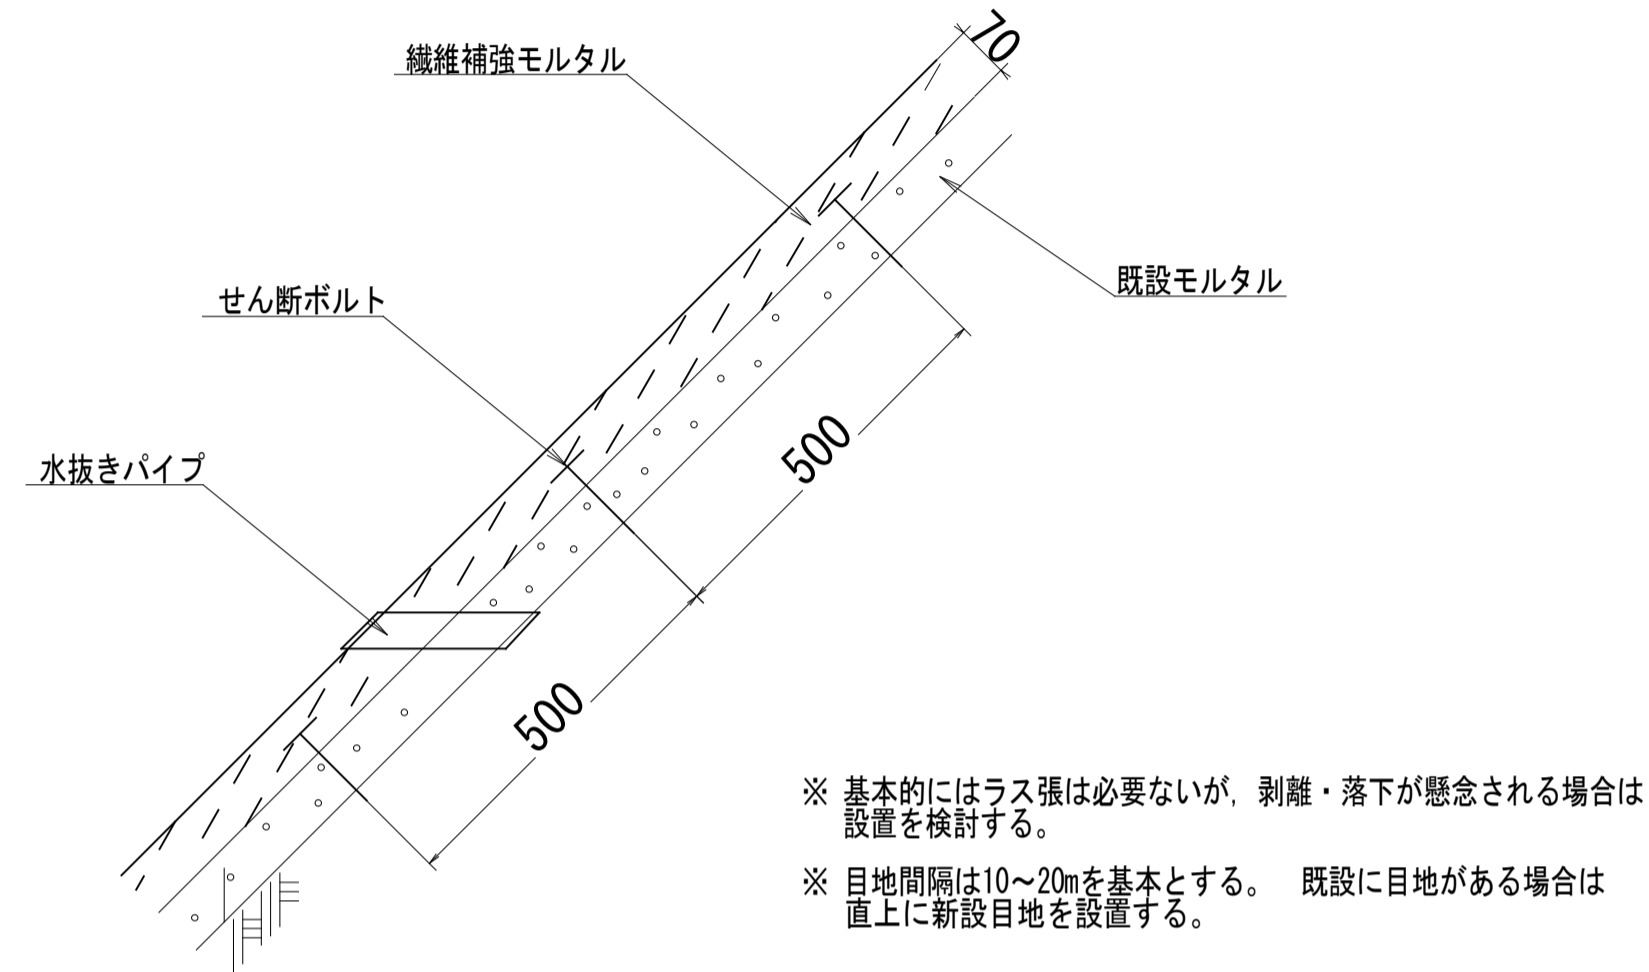 70
繊維補強モルタル
既設モルタル
せん断ボルト
500
水抜きパイプ
500
※ 基本的にはラス張は必要ないが，剥離・落下が懸念される場合は
設置を検討する。
※ 目地間隔は10～20mを基本とする。　既設に目地がある場合は
直上に新設目地を設置する。